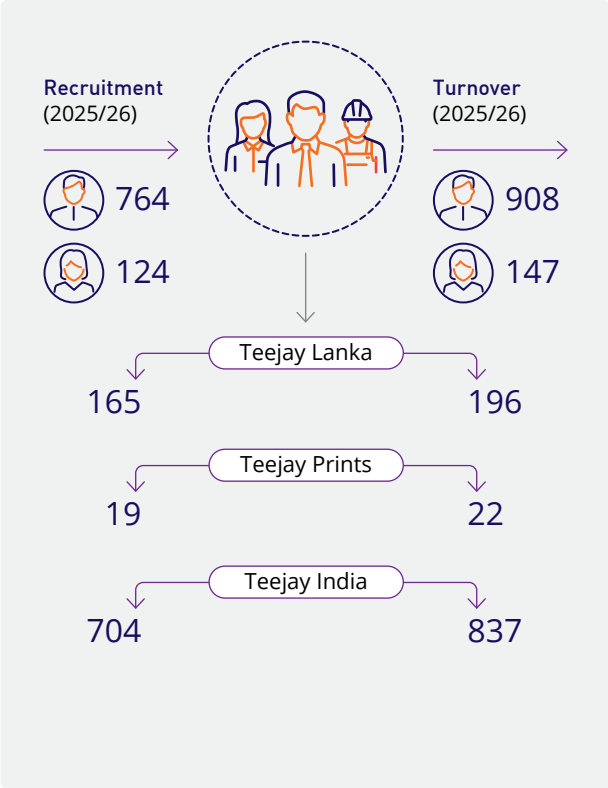 Recruitment
(2025/26)
764
124
Turnover
(2025/26)
908
147
Teejay Lanka
165
196
Teejay Prints
19
22
Teejay India
704
837